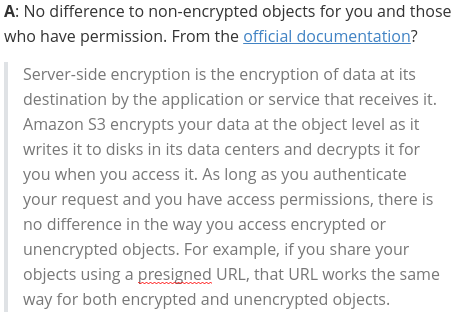 A: No difference to non-encrypted objects for you and those
who have permission. From the official documentation?
Server-side encryption is the encryption of data at its
destination by the application or service that receives it.
Amazon S3 encrypts your data at the object level as it
writes it to disks in its data centers and decrypts it for
you when you access it. As long as you authenticate
your request and you have access permissions, there is
no difference in the way you access encrypted or
unencrypted objects. For example, if you share your
objects using a presigned URL, that URL works the same
way for both encrypted and unencrypted objects.